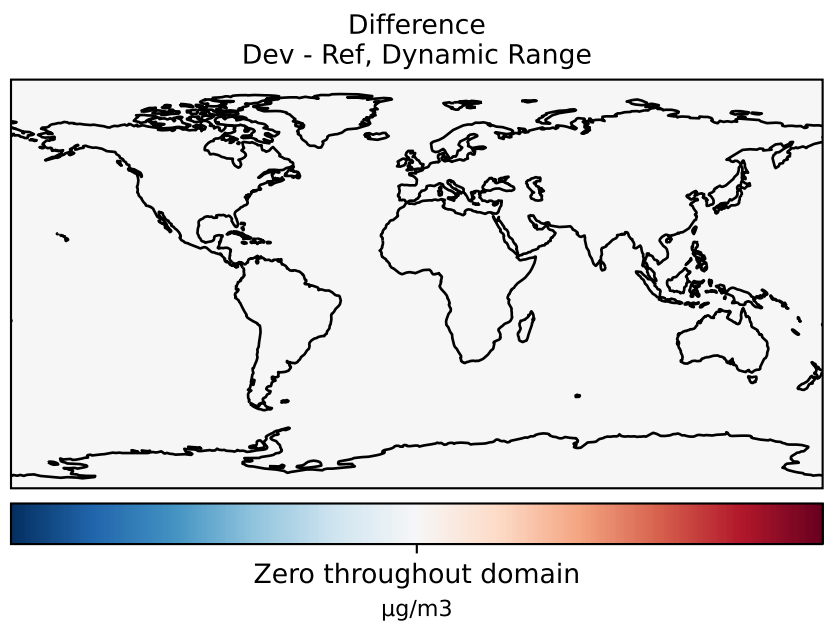 Difference
Dev - Ref, Dynamic Range
Zero throughout domain
μg/m3